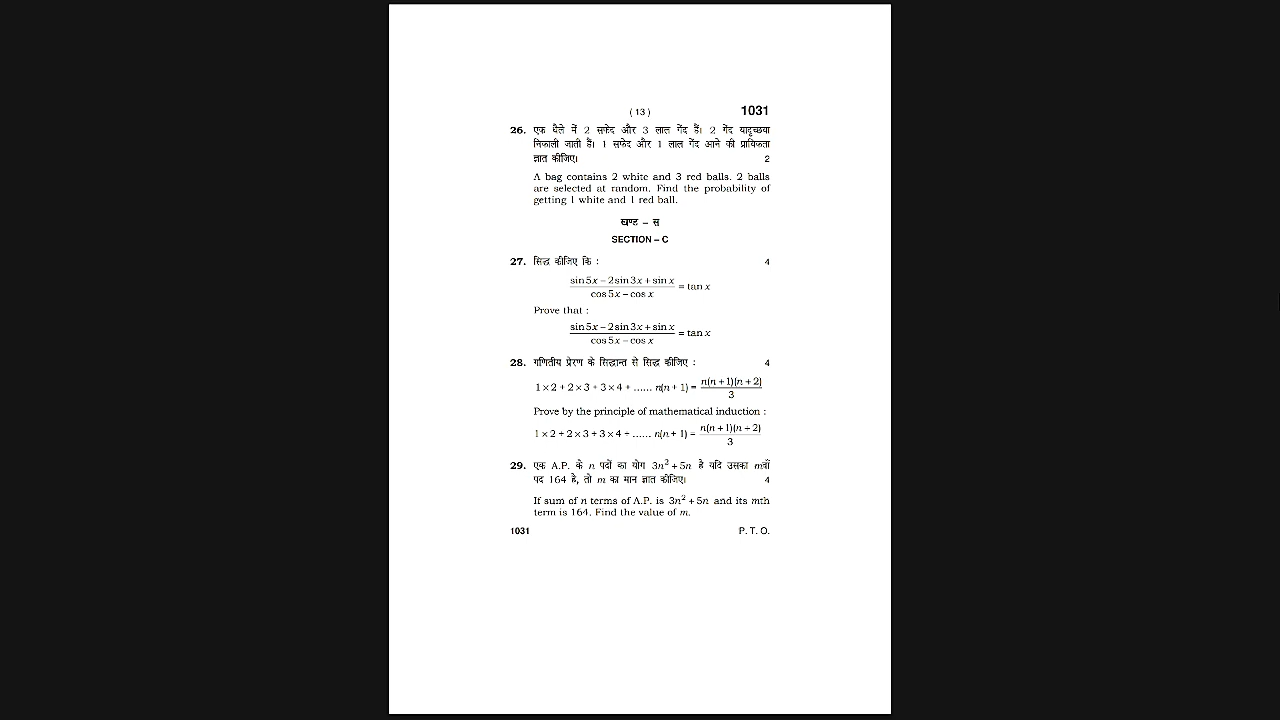 ( 13 ) 1031
26. एक थैले में 2 सफेद और 3 लाल गेंद हैं। 2 गेंद यादृच्छया
निकाली जाती हैं। 1 सफेद और 1 लाल गेंद आने की प्रायिकता
ज्ञात कीजिए। 2
A bag contains 2 white and 3 red balls. 2 balls
are selected at random. Find the probability of
getting 1 white and 1 red ball.
खण्ड – स
SECTION – C
27. सिद्ध कीजिए कि : 4
(sin 5x – 2 sin 3x + sin x) / (cos 5x – cos x) = tan x
Prove that :
(sin 5x – 2 sin 3x + sin x) / (cos 5x – cos x) = tan x
28. गणितीय प्रेरण के सिद्धान्त से सिद्ध कीजिए : 4
1 × 2 + 2 × 3 + 3 × 4 + ...... n(n + 1) = n(n + 1)(n + 2) / 3
Prove by the principle of mathematical induction :
1 × 2 + 2 × 3 + 3 × 4 + ...... n(n + 1) = n(n + 1)(n + 2) / 3
29. एक A.P. के n पदों का योग 3n² + 5n है यदि उसका mवाँ
पद 164 है, तो m का मान ज्ञात कीजिए। 4
If sum of n terms of A.P. is 3n² + 5n and its mth
term is 164. Find the value of m.
1031 P. T. O.